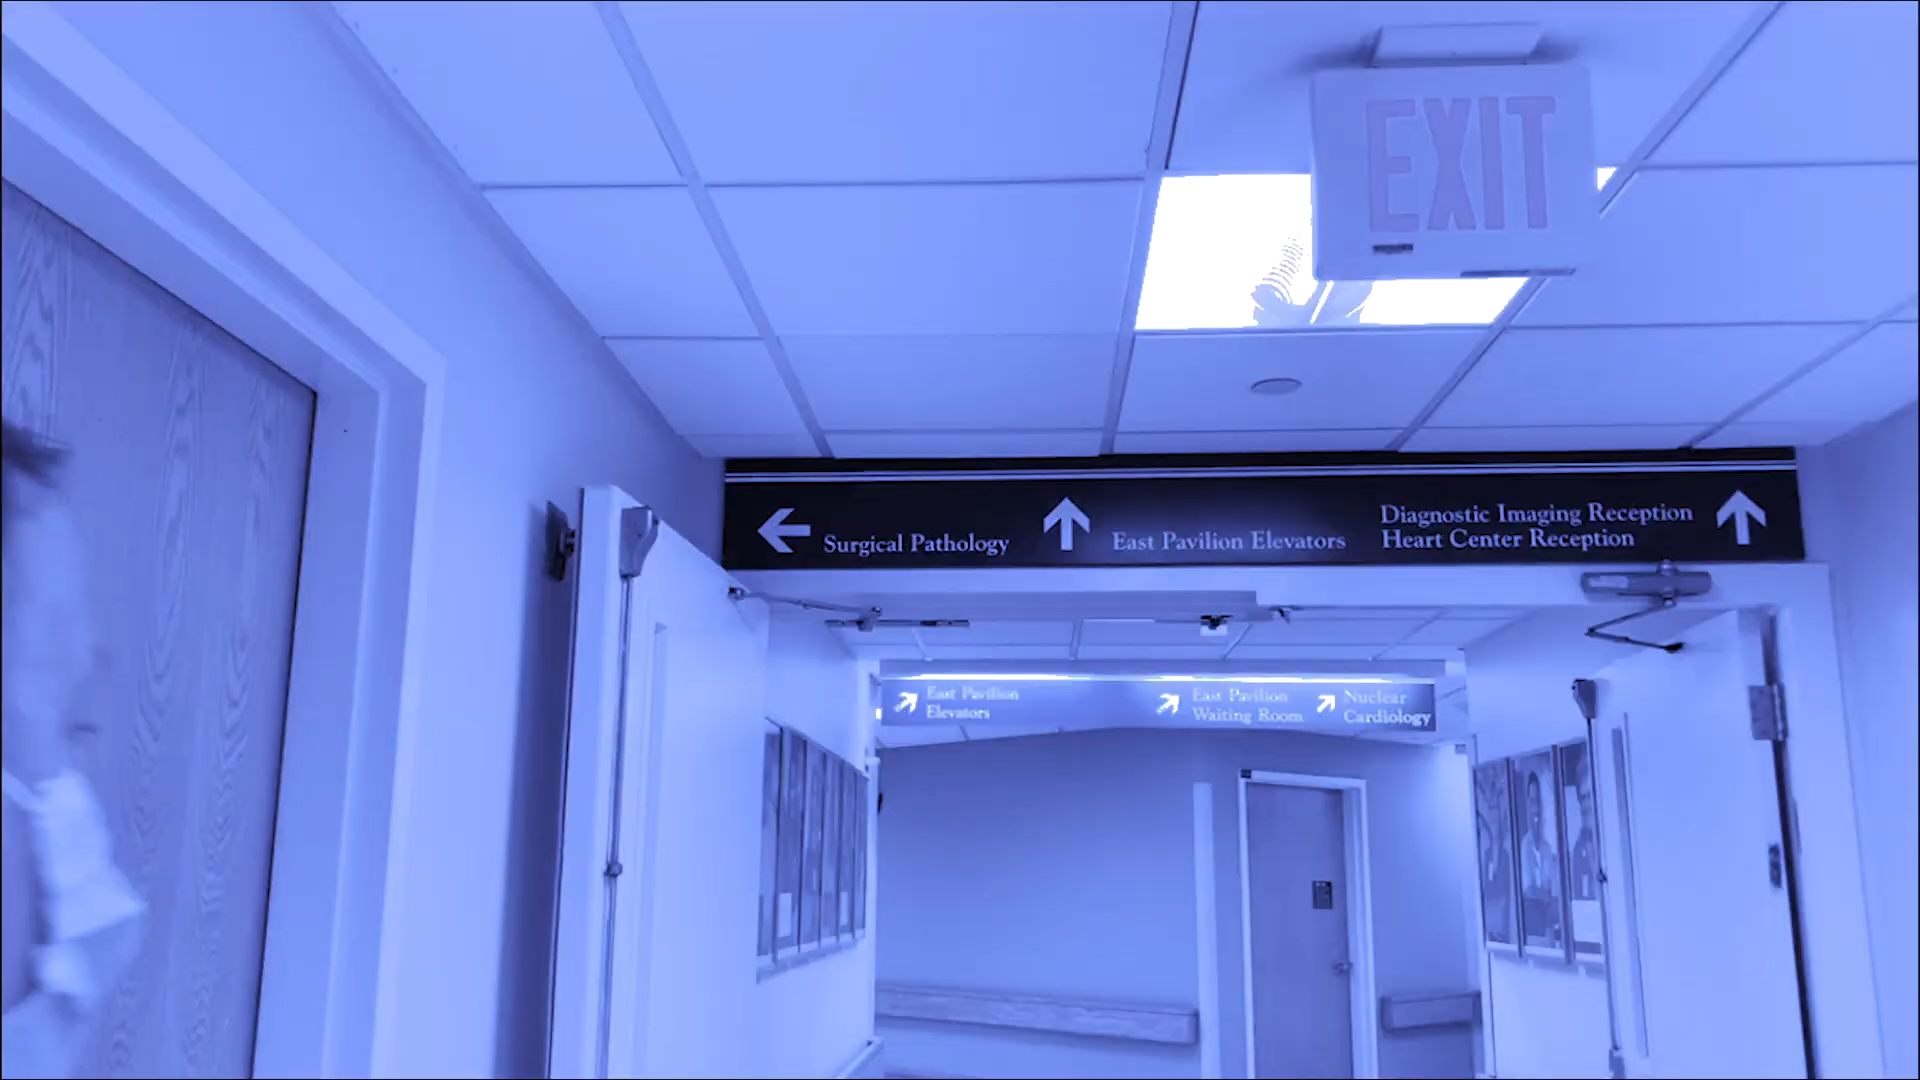 EXIT
Surgical Pathology
East Pavilion Elevators
Diagnostic Imaging Reception
Heart Center Reception
East Pavilion
Elevators
East Pavilion
Waiting Room
Nuclear
Cardiology